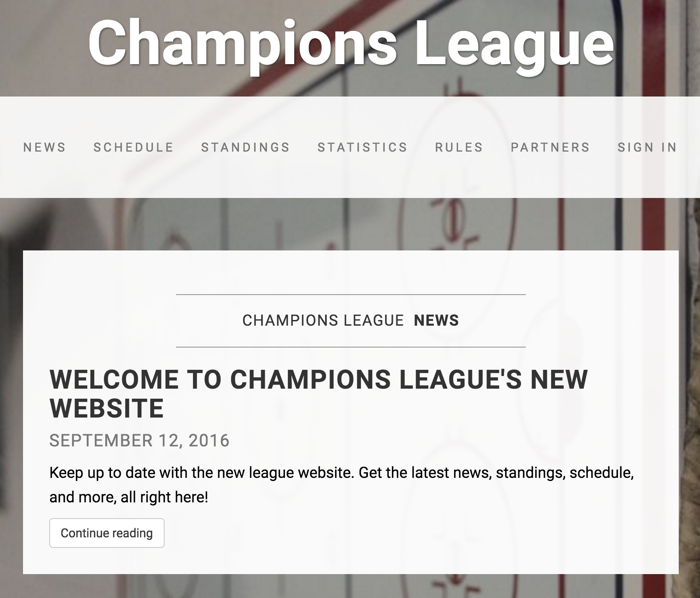 Champions League
NEWS SCHEDULE STANDINGS STATISTICS RULES PARTNERS SIGN IN
CHAMPIONS LEAGUE NEWS
WELCOME TO CHAMPIONS LEAGUE'S NEW
WEBSITE
SEPTEMBER 12, 2016
Keep up to date with the new league website. Get the latest news, standings, schedule,
and more, all right here!
Continue reading